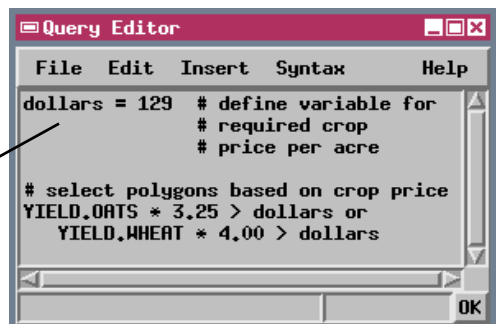 Query Editor
File Edit Insert Syntax Help
dollars = 129 # define variable for
# required crop
# price per acre
# select polygons based on crop price
YIELD.OATS * 3.25 > dollars or
YIELD.WHEAT * 4.00 > dollars
OK